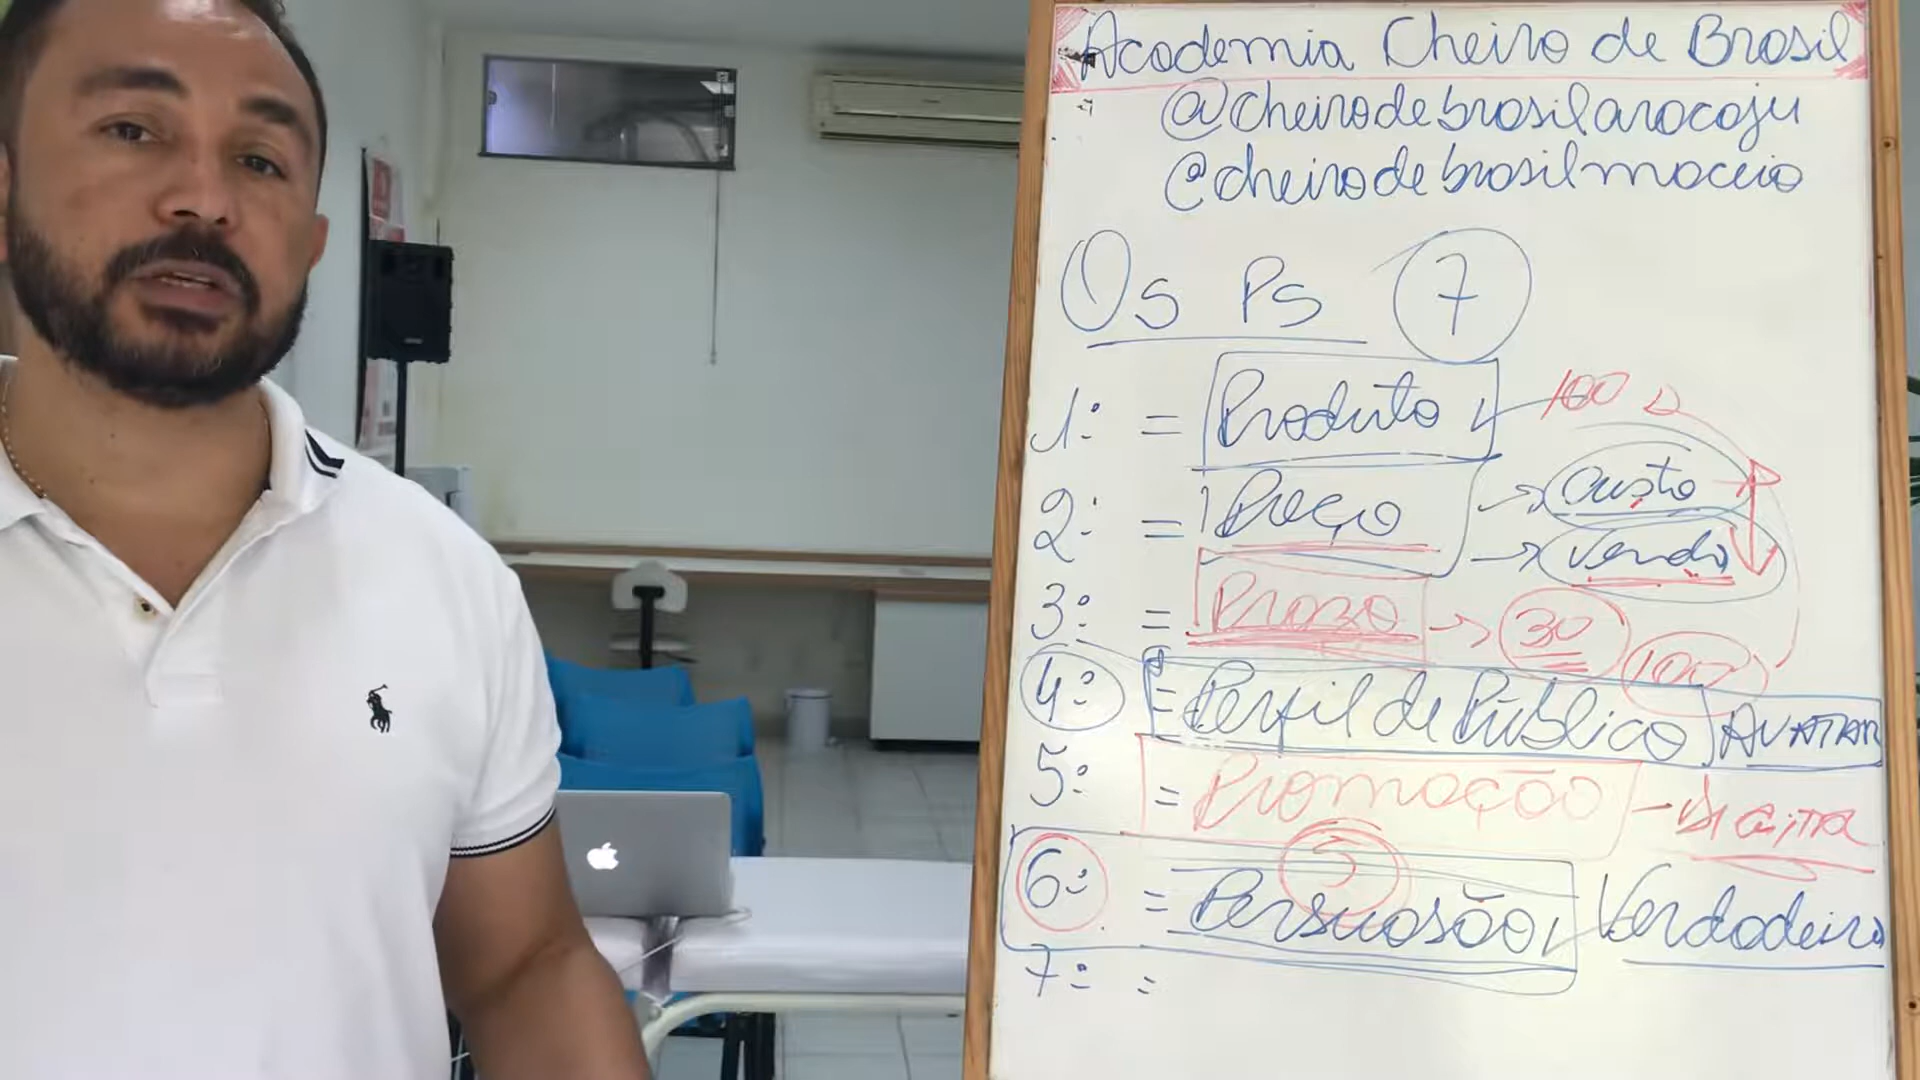 Academia Cheiro de Brasil
@cheirodebrasilaracaju
@cheirodebrasilmaceio
Os Ps 7
1º = Produto 100
2º = Preço → custo
→ Venda
3º = Prazo → 30 100
4º = Perfil de Público AVATAR
5º = Promoção - DIGITAL
6º = Persuasão Verdadeira
7º =